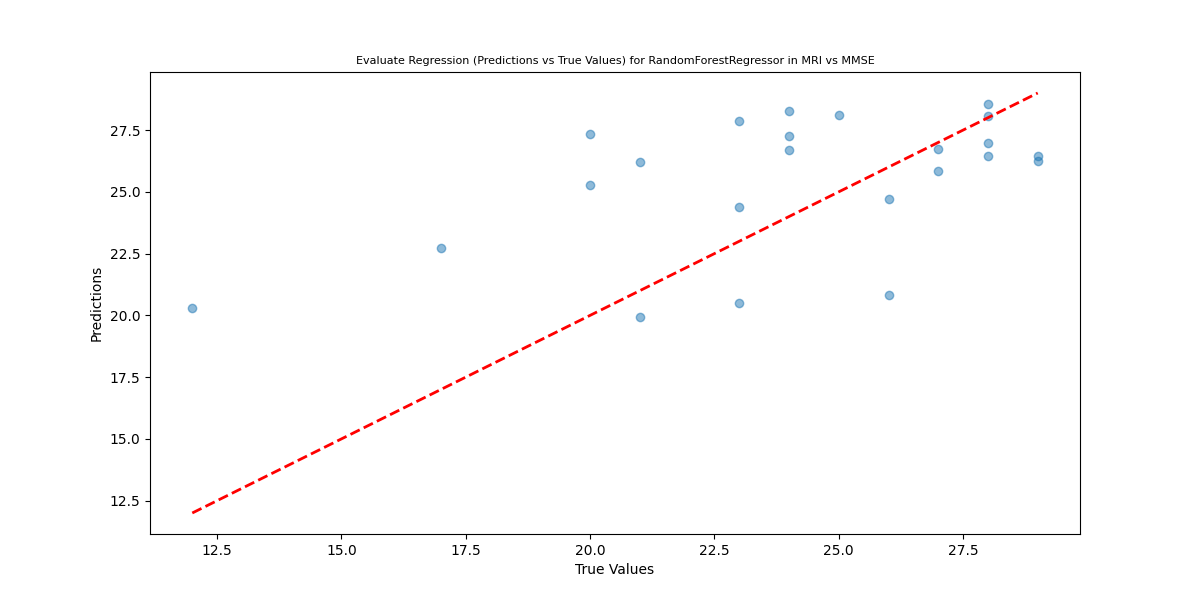 Evaluate Regression (Predictions vs True Values) for RandomForestRegressor in MRI vs MMSE
27.5
25.0
22.5
20.0
17.5
15.0
12.5
Predictions
12.5 15.0 17.5 20.0 22.5 25.0 27.5
True Values